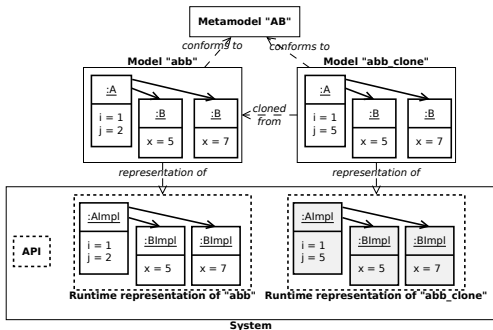 Metamodel "AB"
conforms to
conforms to
Model "abb"
Model "abb_clone"
:A
i = 1
j = 2
:B
x = 5
:B
x = 7
cloned
from
:A
i = 1
j = 5
:B
x = 5
:B
x = 7
representation of
representation of
API
:AImpl
i = 1
j = 2
:BImpl
x = 5
:BImpl
x = 7
:AImpl
i = 1
j = 5
:BImpl
x = 5
:BImpl
x = 7
Runtime representation of "abb"
Runtime representation of "abb_clone"
System